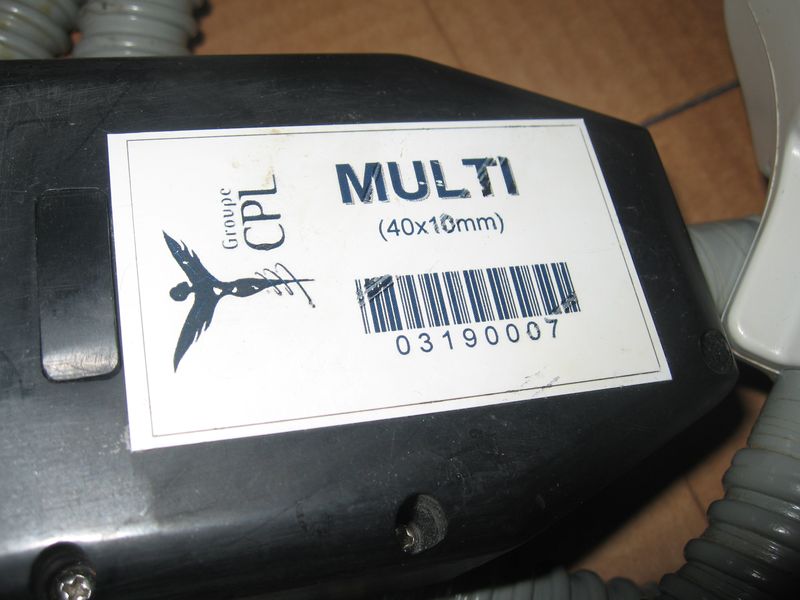 Groupe
CPL
MULTI
(40x10mm)
03190007